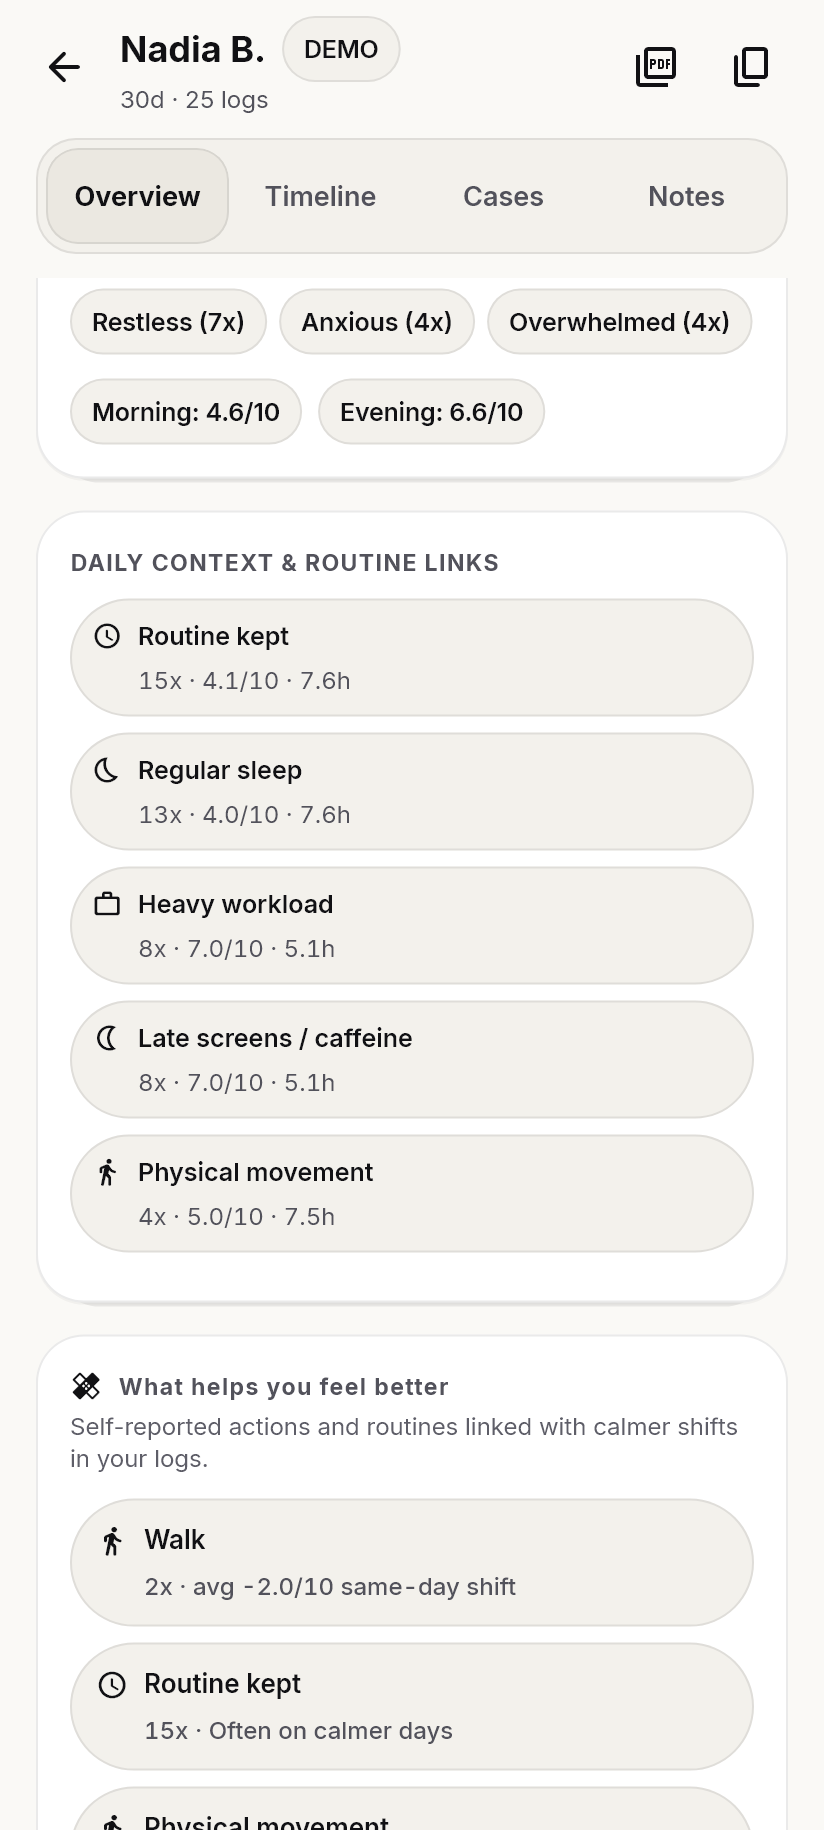 Nadia B. DEMO
30d · 25 logs
PDF
Overview Timeline Cases Notes
Restless (7x) Anxious (4x) Overwhelmed (4x)
Morning: 4.6/10 Evening: 6.6/10
DAILY CONTEXT & ROUTINE LINKS
Routine kept
15x · 4.1/10 · 7.6h
Regular sleep
13x · 4.0/10 · 7.6h
Heavy workload
8x · 7.0/10 · 5.1h
Late screens / caffeine
8x · 7.0/10 · 5.1h
Physical movement
4x · 5.0/10 · 7.5h
What helps you feel better
Self-reported actions and routines linked with calmer shifts
in your logs.
Walk
2x · avg -2.0/10 same-day shift
Routine kept
15x · Often on calmer days
Physical movement